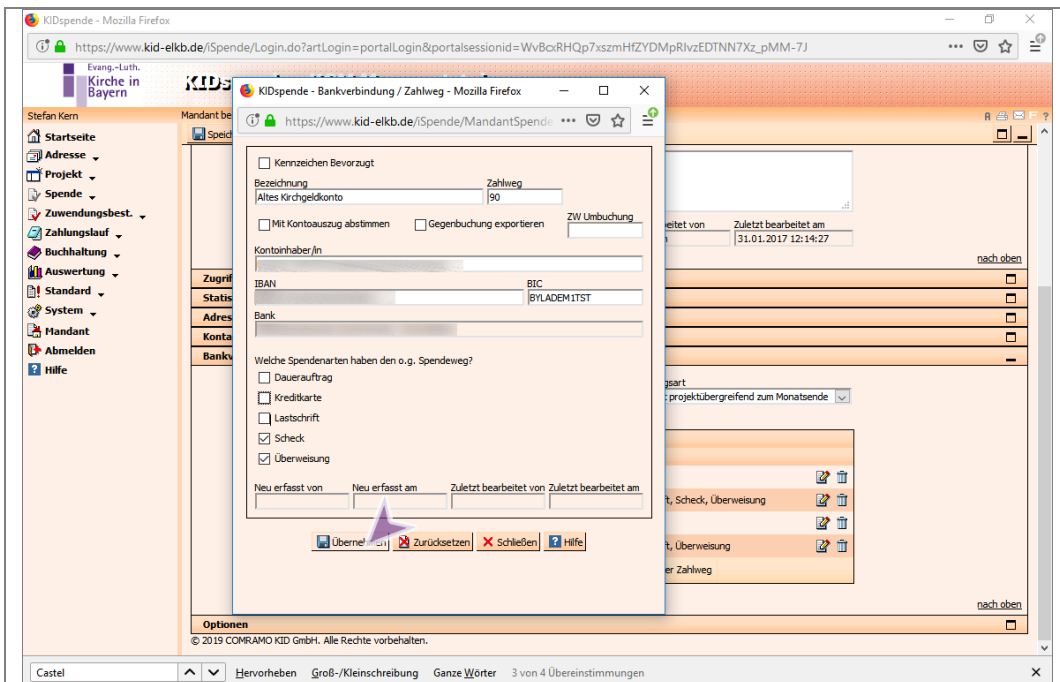 KIDspende - Mozilla Firefox
https://www.kid-elkb.de/iSpende/Login.do?artLogin=portalLogin&portalsessionid=WvBcxRHQp7xszmHfZYDMpRIvzEDTNN7Xz_pMM-7J
Evang.-Luth.
Kirche in
Bayern
KIDs
Stefan Kern
Mandant be
Startseite
Adresse
Projekt
Spende
Zuwendungsbest.
Zahlungslauf
Buchhaltung
Auswertung
Standard
System
Mandant
Abmelden
Hilfe
Speich
KIDspende - Bankverbindung / Zahlweg - Mozilla Firefox
https://www.kid-elkb.de/iSpende/MandantSpende
Kennzeichen Bevorzugt
Bezeichnung Zahlweg
Altes Kirchgeldkonto 90
Mit Kontoauszug abstimmen Gegenbuchung exportieren ZW Umbuchung
Kontoinhaber/in
IBAN BIC
BYLADEM1TST
Bank
Welche Spendenarten haben den o.g. Spendeweg?
Dauerauftrag
Kreditkarte
Lastschrift
Scheck
Überweisung
Neu erfasst von Neu erfasst am Zuletzt bearbeitet von Zuletzt bearbeitet am
Übernehmen Zurücksetzen Schließen Hilfe
eitet von Zuletzt bearbeitet am
31.01.2017 12:14:27
nach oben
Zugrif
Statis
Adres
Konta
Bankv
gsart
projektübergreifend zum Monatsende
t, Scheck, Überweisung
t, Überweisung
er Zahlweg
nach oben
Optionen
© 2019 COMRAMO KID GmbH. Alle Rechte vorbehalten.
Castel Hervorheben Groß-/Kleinschreibung Ganze Wörter 3 von 4 Übereinstimmungen